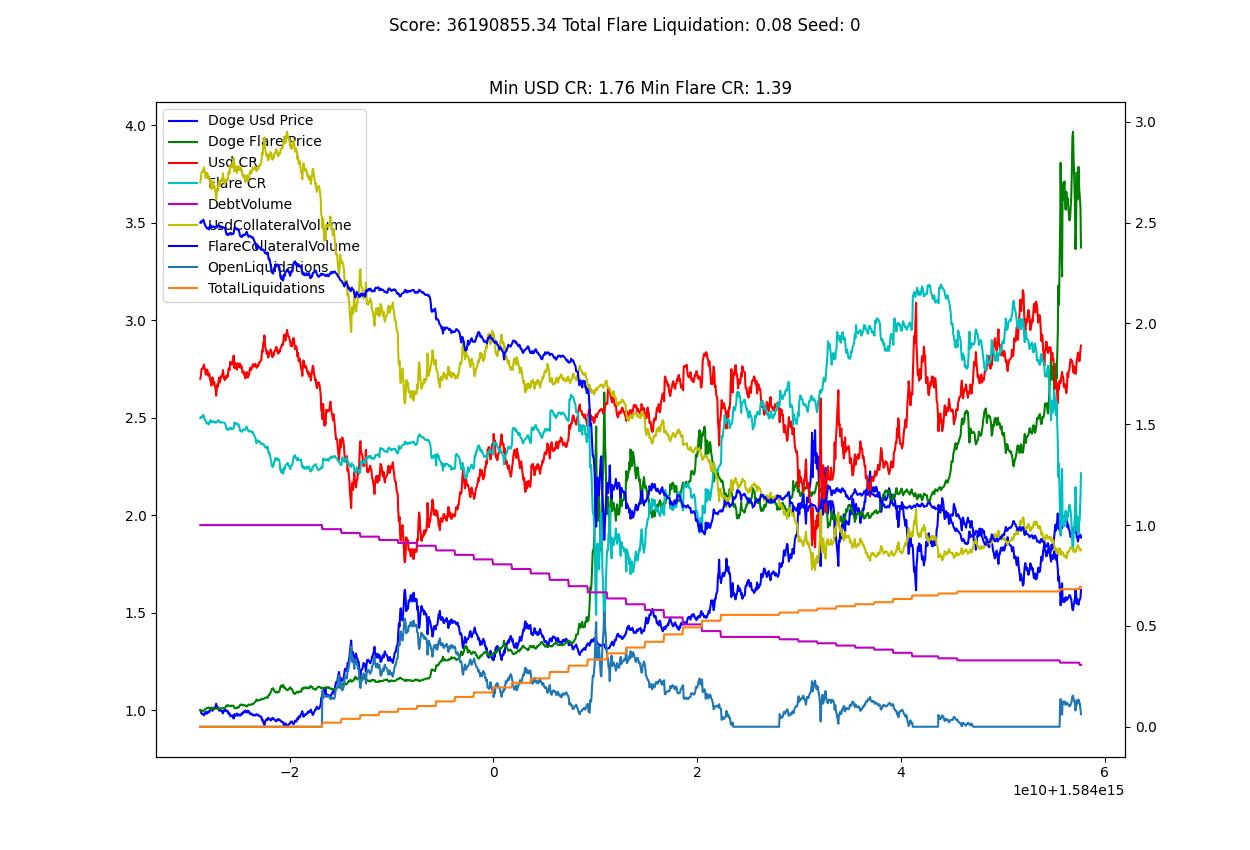 Score: 36190855.34 Total Flare Liquidation: 0.08 Seed: 0
Min USD CR: 1.76 Min Flare CR: 1.39
Doge Usd Price
Doge Flare Price
Usd CR
Flare CR
DebtVolume
UsdCollateralVolume
FlareCollateralVolume
OpenLiquidations
TotalLiquidations
4.0
3.5
3.0
2.5
2.0
1.5
1.0
3.0
2.5
2.0
1.5
1.0
0.5
0.0
−2
0
2
4
6
1e10+1.584e15